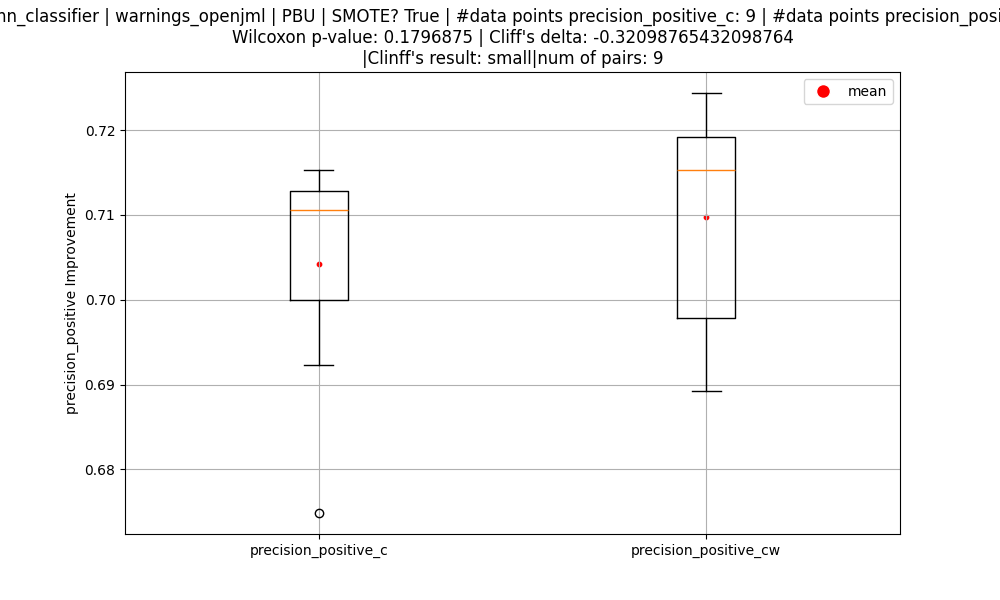 _classifier | warnings_openjml | PBU | SMOTE? True | #data points precision_positive_c: 9 | #data points
Wilcoxon p-value: 0.1796875 | Cliff's delta: -0.32098765432098764
|Clinff's result: small|num of pairs: 9
mean
0.72
0.71
0.70
0.69
0.68
precision_positive Improvement
precision_positive_c
precision_positive_cw